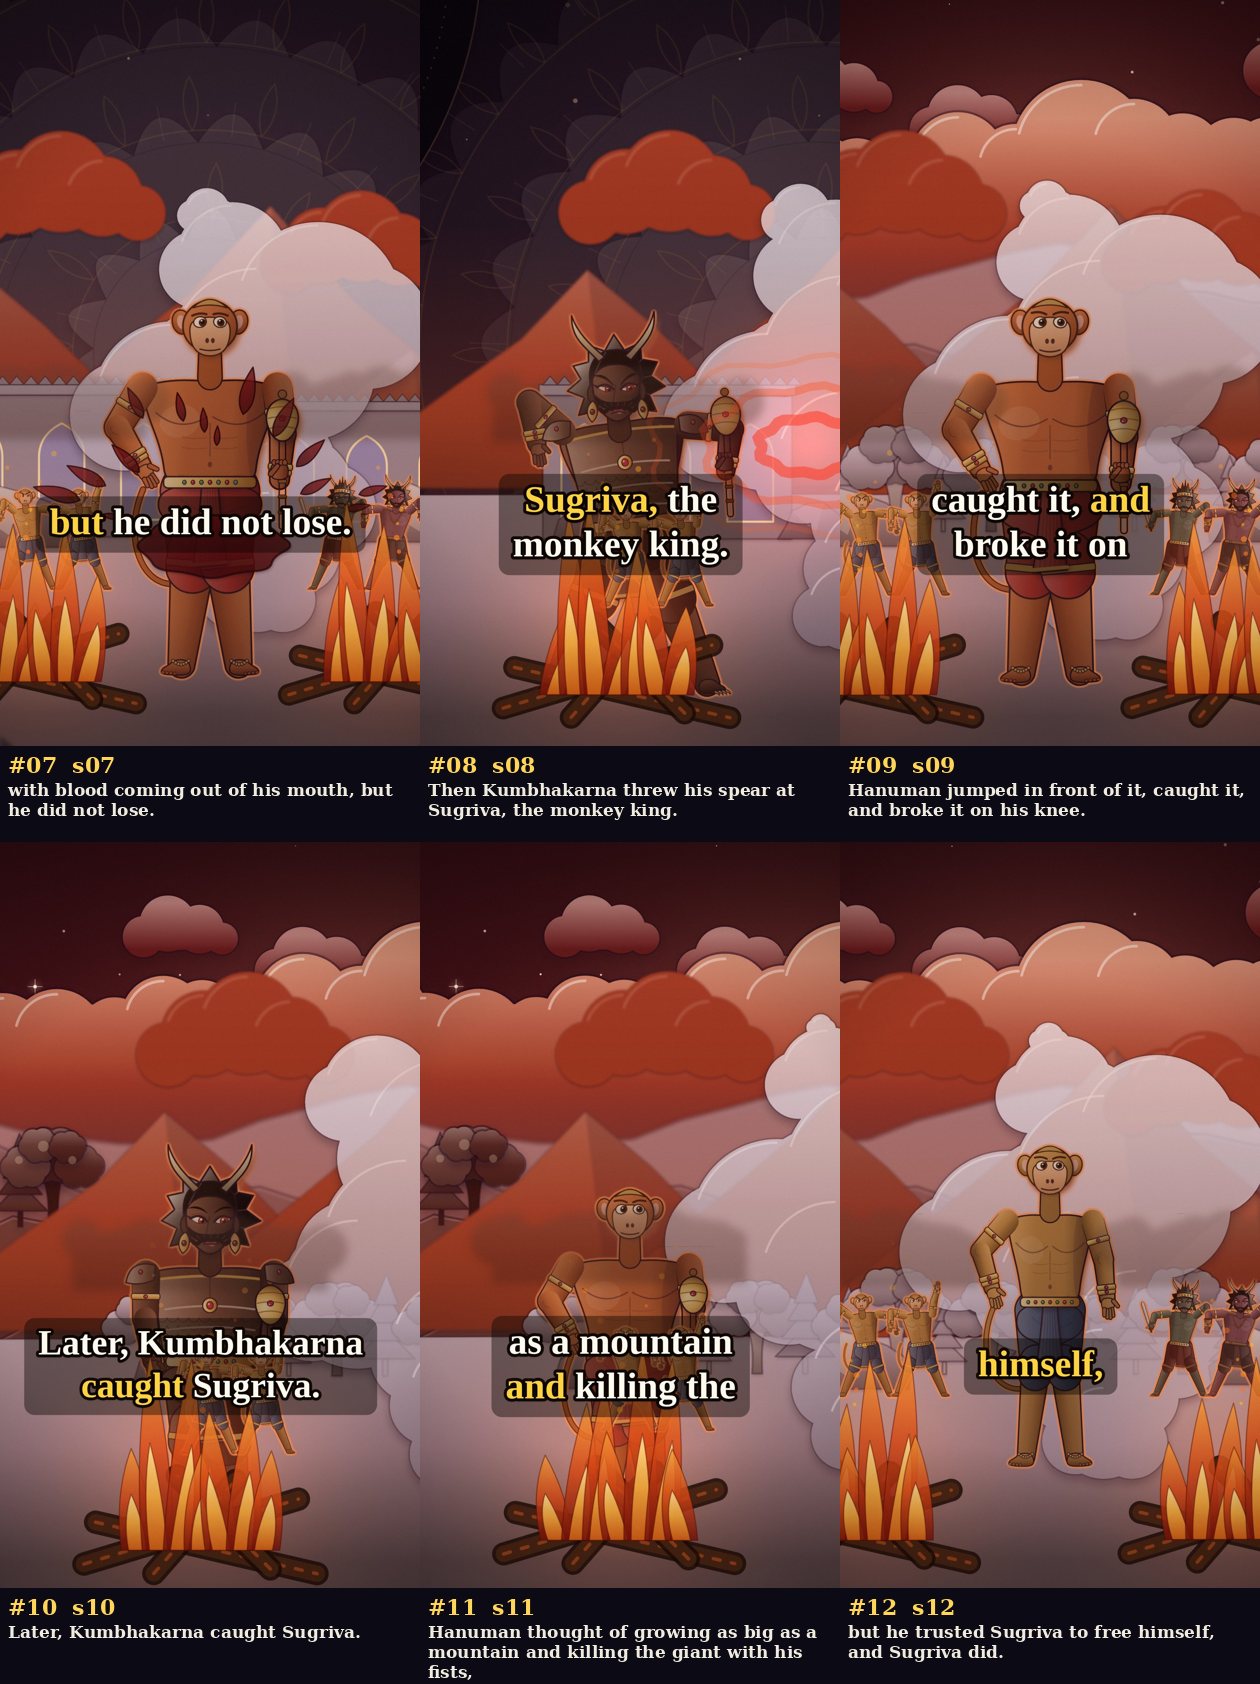 but he did not lose.
Sugriva, the
monkey king.
caught it, and
broke it on
#07 s07
with blood coming out of his mouth, but
he did not lose.
#08 s08
Then Kumbhakarna threw his spear at
Sugriva, the monkey king.
#09 s09
Hanuman jumped in front of it, caught it,
and broke it on his knee.
Later, Kumbhakarna
caught Sugriva.
as a mountain
and killing the
himself,
#10 s10
Later, Kumbhakarna caught Sugriva.
#11 s11
Hanuman thought of growing as big as a
mountain and killing the giant with his
fists,
#12 s12
but he trusted Sugriva to free himself,
and Sugriva did.